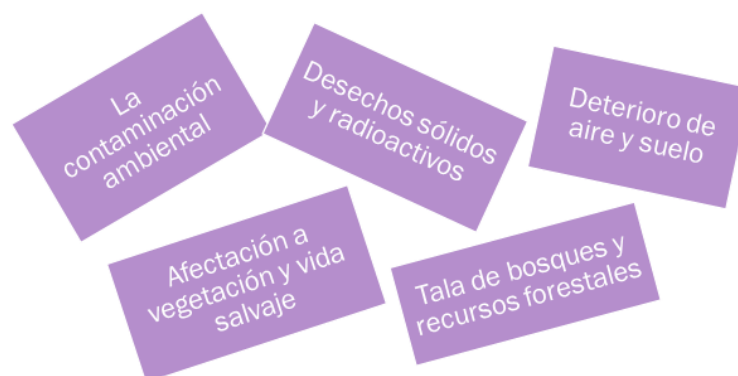 La
contaminación
ambiental
Desechos sólidos
y radioactivos
Deterioro de
aire y suelo
Afectación a
vegetación y vida
salvaje
Tala de bosques y
recursos forestales